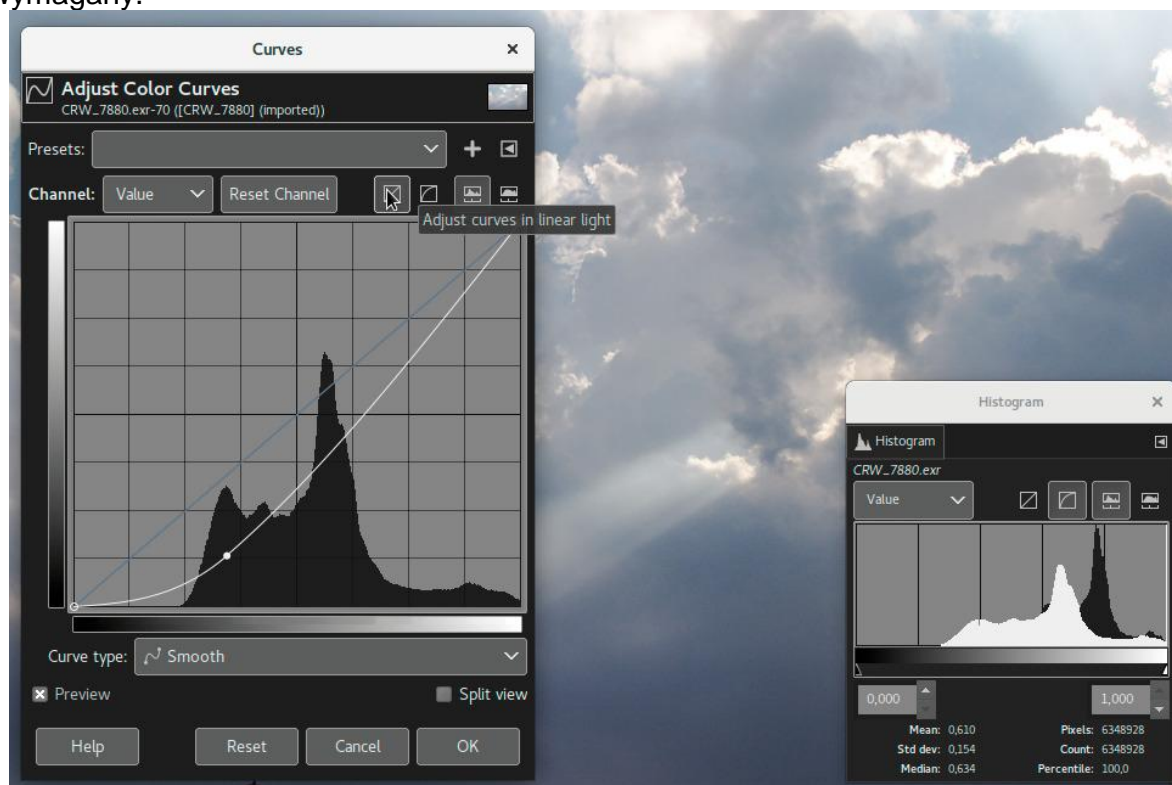 wymagany.
Curves
Adjust Color Curves
CRW_7880.exr-70 ([CRW_7880] (imported))
Presets:
Channel: Value Reset Channel
Adjust curves in linear light
Curve type: Smooth
Preview Split view
Help Reset Cancel OK
Histogram
Histogram
CRW_7880.exr
Value
0,000 1,000
Mean: 0,610 Pixels: 6348928
Std dev: 0,154 Count: 6348928
Median: 0,634 Percentile: 100,0